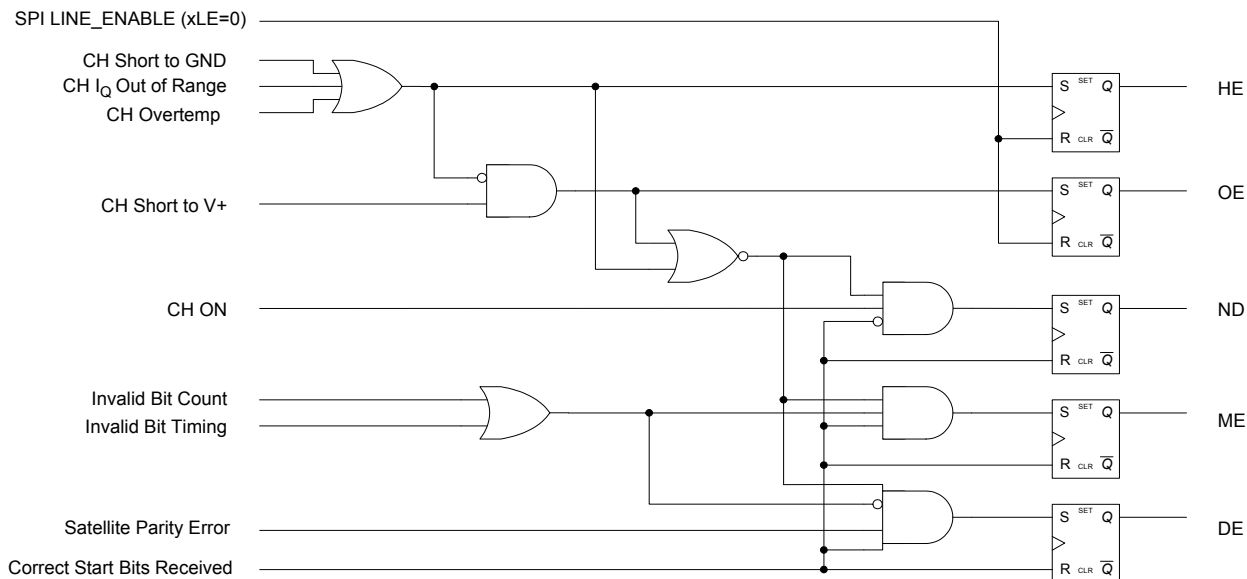 SPI LINE_ENABLE (xLE=0)
CH Short to GND
CH IQ Out of Range
CH Overtemp
S SET Q
HE
R CLR Q̅
CH Short to V+
S SET Q
OE
R CLR Q̅
CH ON
S SET Q
ND
R CLR Q̅
Invalid Bit Count
Invalid Bit Timing
S SET Q
ME
R CLR Q̅
Satellite Parity Error
S SET Q
DE
Correct Start Bits Received
R CLR Q̅